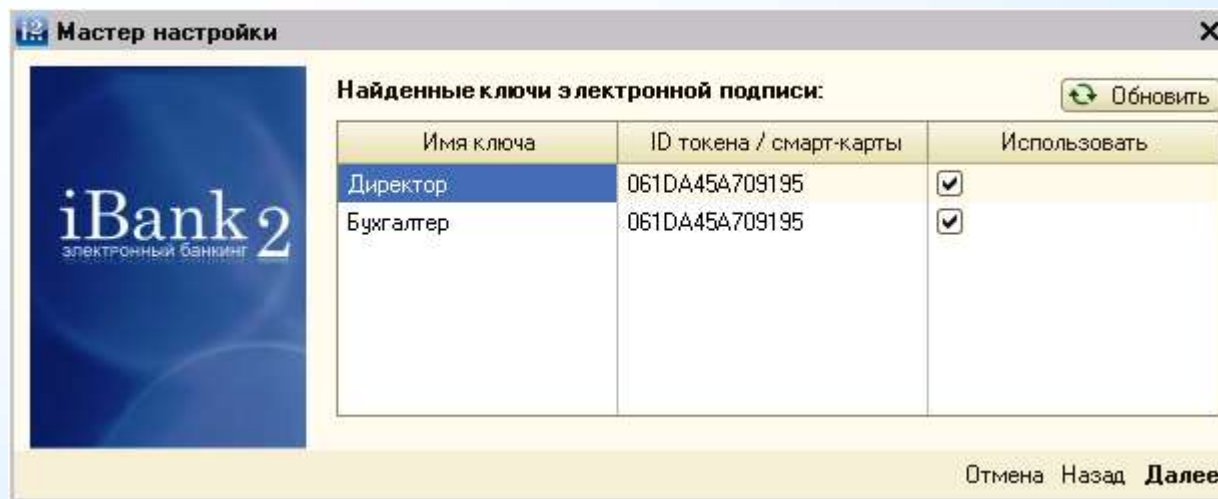 Мастер настройки
iBank 2
электронный банкинг
Найденные ключи электронной подписи:
Обновить
Имя ключа ID токена / смарт-карты Использовать
Директор 061DA45A709195
Бухгалтер 061DA45A709195
Отмена Назад Далее